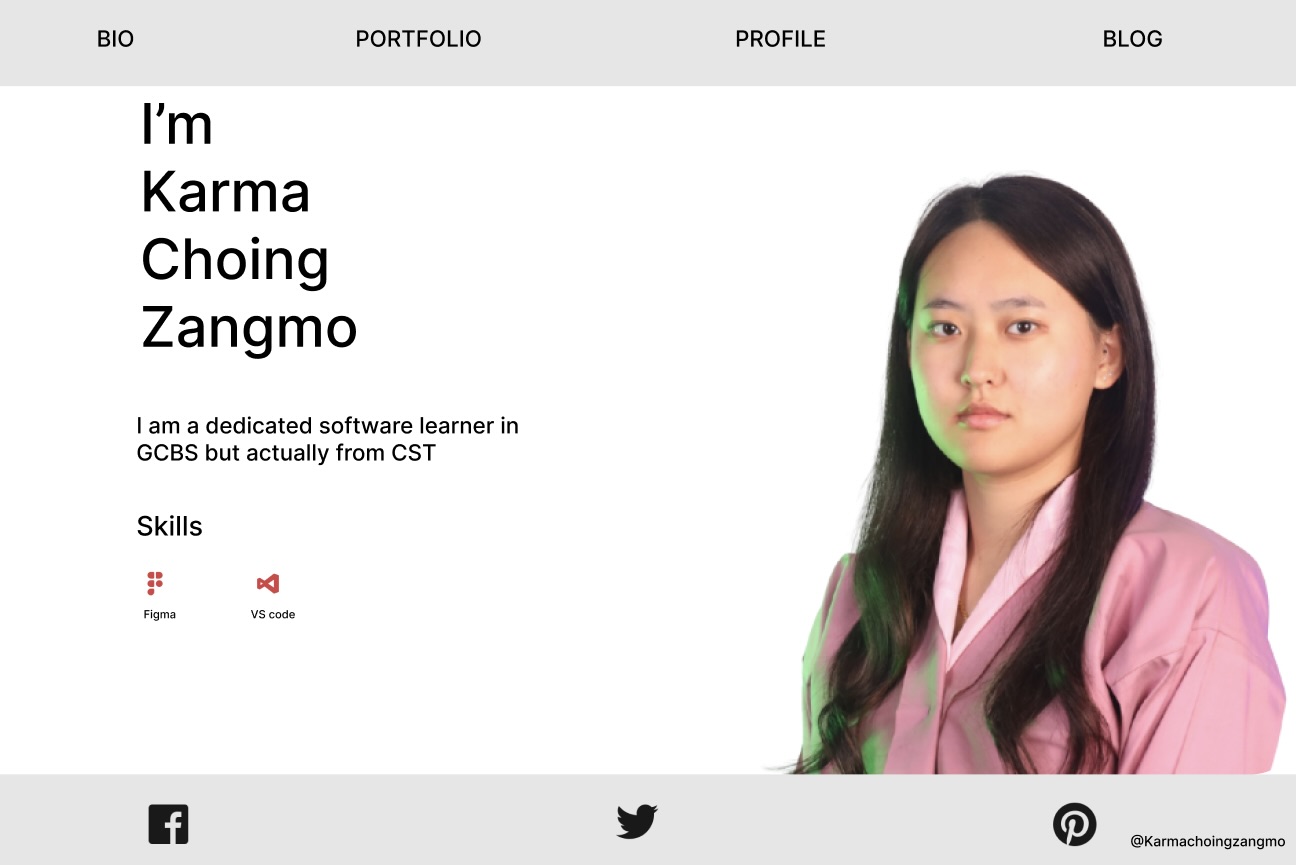 BIO PORTFOLIO PROFILE BLOG
I’m
Karma
Choing
Zangmo
I am a dedicated software learner in
GCBS but actually from CST
Skills
Figma VS code
@Karmachoingzangmo